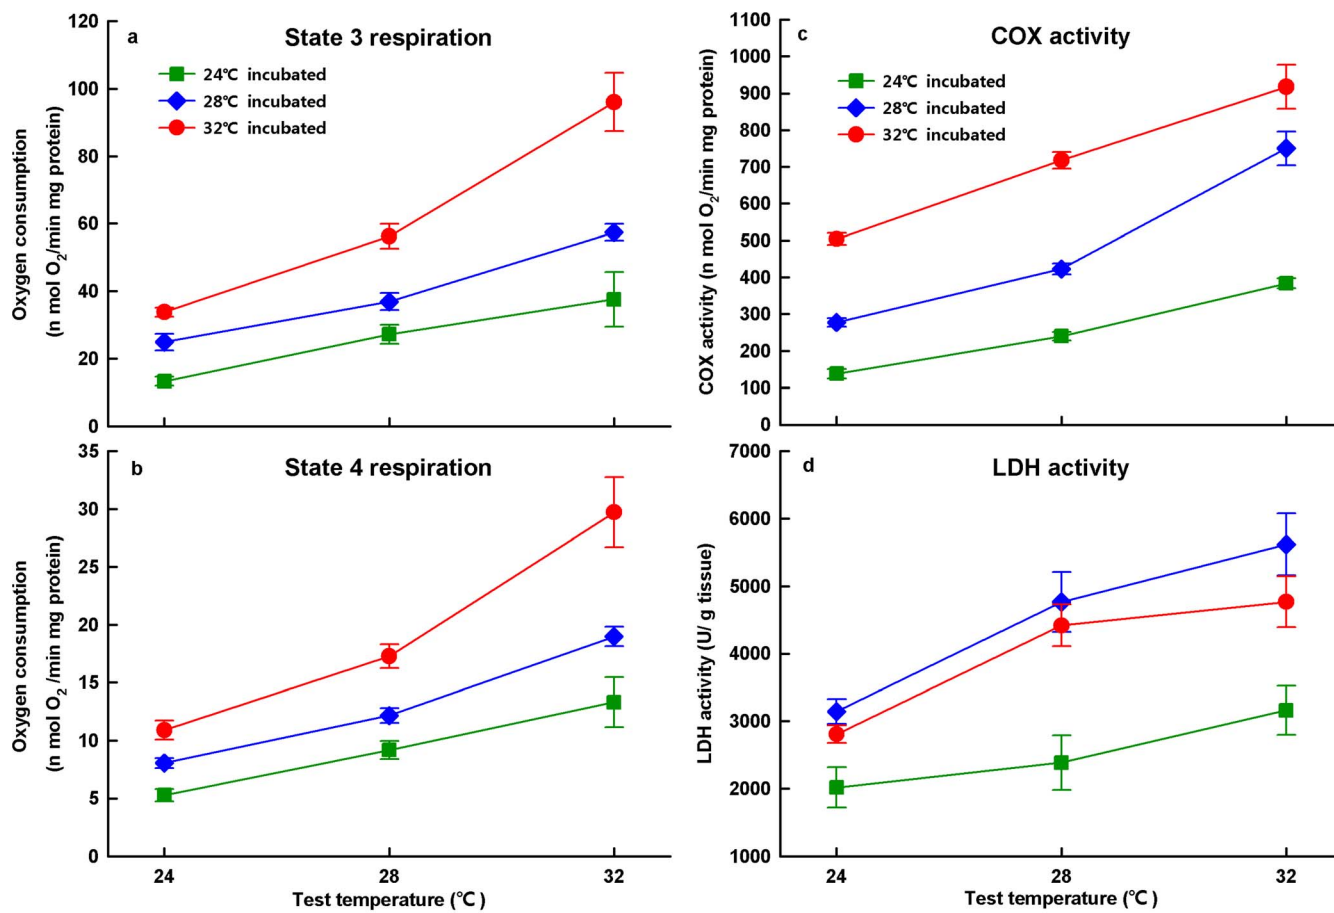 a
State 3 respiration
24℃ incubated
28℃ incubated
32℃ incubated
Oxygen consumption
(n mol O2/min mg protein)
120
100
80
60
40
20
0
c
COX activity
24℃ incubated
28℃ incubated
32℃ incubated
COX activity (n mol O2/min mg protein)
1100
1000
900
800
700
600
500
400
300
200
100
0
b
State 4 respiration
Oxygen consumption
(n mol O2 /min mg protein)
35
30
25
20
15
10
5
0
24
28
32
Test temperature (℃ )
d
LDH activity
LDH activity (U/ g tissue)
7000
6000
5000
4000
3000
2000
1000
24
28
32
Test temperature (℃ )